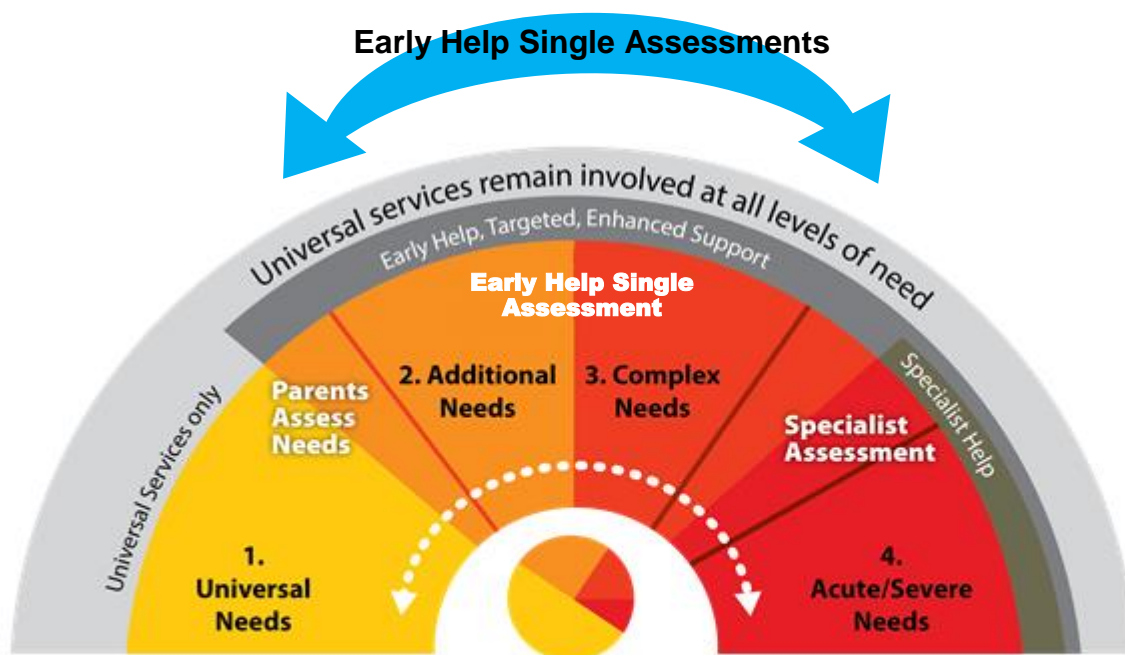 Early Help Single Assessments
Universal services remain involved at all levels of need
Early Help, Targeted, Enhanced Support
Early Help Single
Assessment
Universal Services only
Parents
Assess
Needs
2. Additional
Needs
3. Complex
Needs
Specialist
Assessment
Specialist Help
1.
Universal
Needs
4.
Acute/Severe
Needs